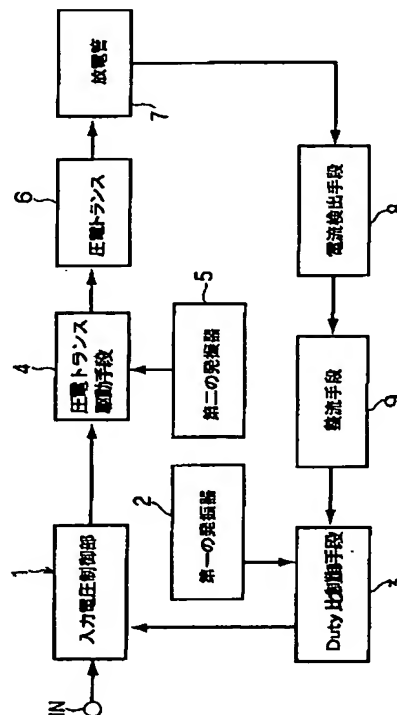 IN
1
入力電圧制御部
4
圧電トランス
駆動手段
6
圧電トランス
放電管
7
2
第一の発振器
5
第二の発振器
Duty 比制御手段
整流手段
電流検出手段